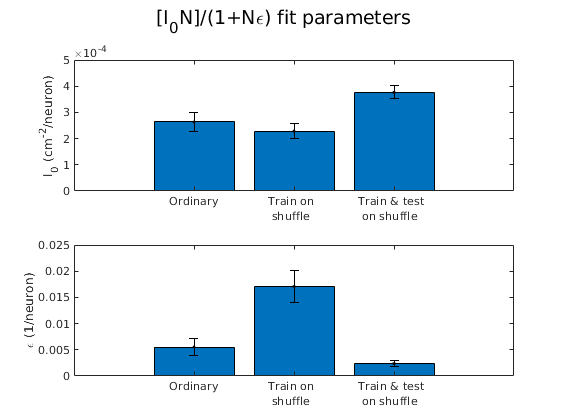 [I₀N]/(1+Nϵ) fit parameters
×10⁻⁴
5
4
3
2
1
0
I₀ (cm⁻²/neuron)
Ordinary
Train on
shuffle
Train & test
on shuffle
0.025
0.02
0.015
0.01
0.005
0
ϵ (1/neuron)
Ordinary
Train on
shuffle
Train & test
on shuffle